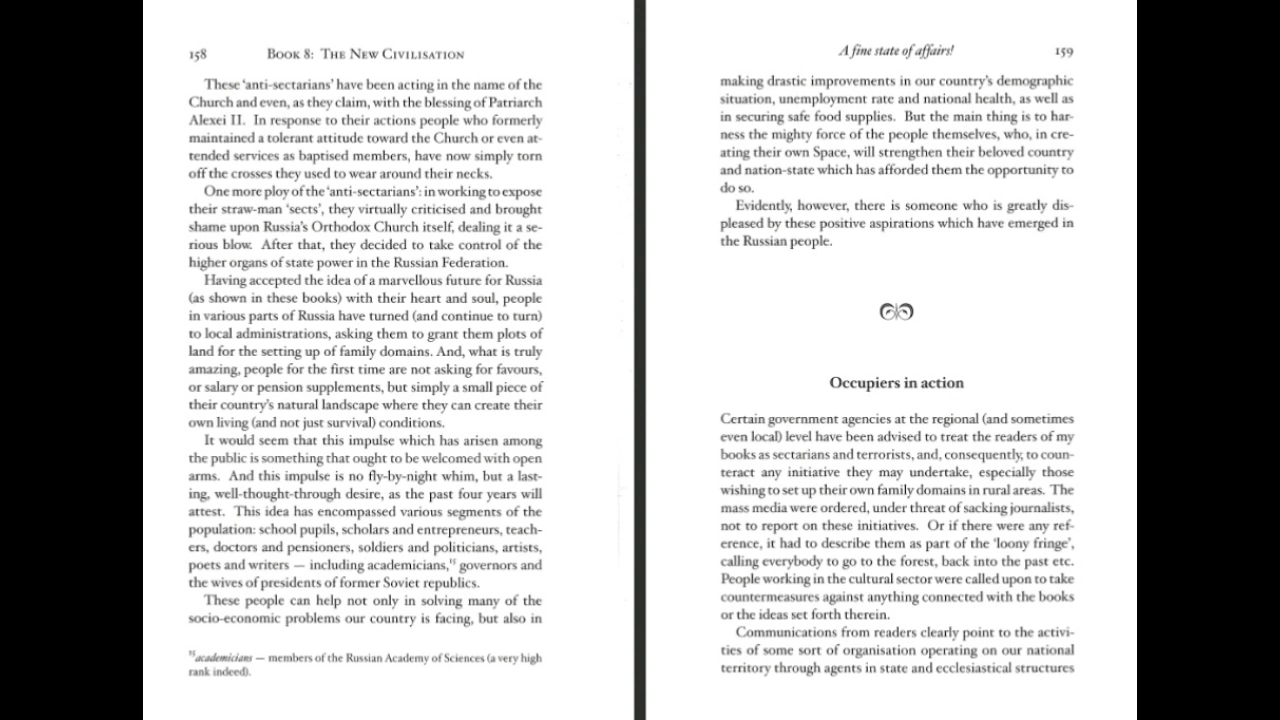 158 BOOK 8: THE NEW CIVILISATION
These 'anti-sectarians' have been acting in the name of the
Church and even, as they claim, with the blessing of Patriarch
Alexei II. In response to their actions people who formerly
maintained a tolerant attitude toward the Church or even at-
tended services as baptised members, have now simply torn
off the crosses they used to wear around their necks.
One more ploy of the 'anti-sectarians': in working to expose
their straw-man 'sects', they virtually criticised and brought
shame upon Russia's Orthodox Church itself, dealing it a se-
rious blow. After that, they decided to take control of the
higher organs of state power in the Russian Federation.
Having accepted the idea of a marvellous future for Russia
(as shown in these books) with their heart and soul, people
in various parts of Russia have turned (and continue to turn)
to local administrations, asking them to grant them plots of
land for the setting up of family domains. And, what is truly
amazing, people for the first time are not asking for favours,
or salary or pension supplements, but simply a small piece of
their country's natural landscape where they can create their
own living (and not just survival) conditions.
It would seem that this impulse which has arisen among
the public is something that ought to be welcomed with open
arms. And this impulse is no fly-by-night whim, but a last-
ing, well-thought-through desire, as the past four years will
attest. This idea has encompassed various segments of the
population: school pupils, scholars and entrepreneurs, teach-
ers, doctors and pensioners, soldiers and politicians, artists,
poets and writers — including academicians,¹⁵ governors and
the wives of presidents of former Soviet republics.
These people can help not only in solving many of the
socio-economic problems our country is facing, but also in
¹⁵academicians — members of the Russian Academy of Sciences (a very high
rank indeed).
A fine state of affairs! 159
making drastic improvements in our country's demographic
situation, unemployment rate and national health, as well as
in securing safe food supplies. But the main thing is to har-
ness the mighty force of the people themselves, who, in cre-
ating their own Space, will strengthen their beloved country
and nation-state which has afforded them the opportunity to
do so.
Evidently, however, there is someone who is greatly dis-
pleased by these positive aspirations which have emerged in
the Russian people.
Occupiers in action
Certain government agencies at the regional (and sometimes
even local) level have been advised to treat the readers of my
books as sectarians and terrorists, and, consequently, to coun-
teract any initiative they may undertake, especially those
wishing to set up their own family domains in rural areas. The
mass media were ordered, under threat of sacking journalists,
not to report on these initiatives. Or if there were any ref-
erence, it had to describe them as part of the 'loony fringe',
calling everybody to go to the forest, back into the past etc.
People working in the cultural sector were called upon to take
countermeasures against anything connected with the books
or the ideas set forth therein.
Communications from readers clearly point to the activi-
ties of some sort of organisation operating on our national
territory through agents in state and ecclesiastical structures